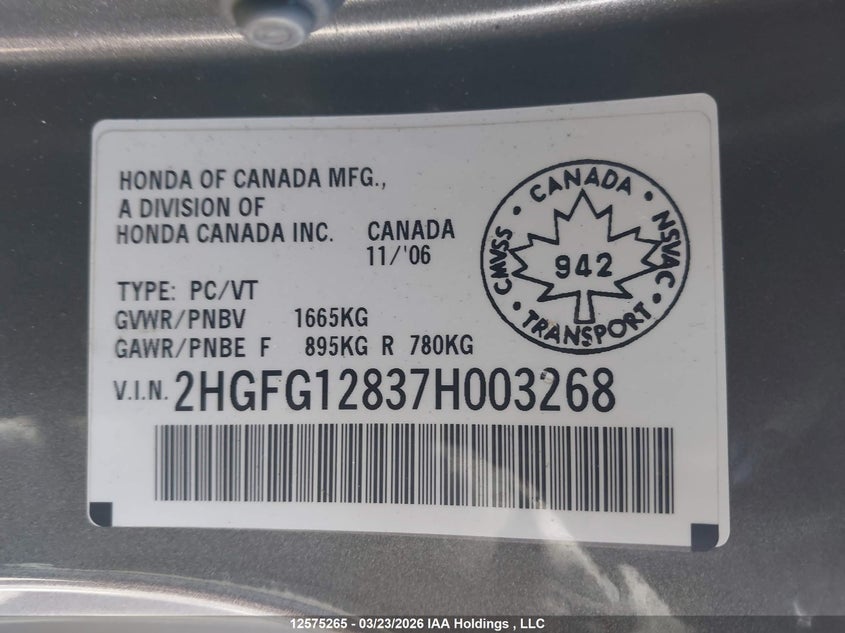 HONDA OF CANADA MFG.,
A DIVISION OF
HONDA CANADA INC. CANADA
11/'06
TYPE: PC/VT
GVWR/PNBV 1665KG
GAWR/PNBE F 895KG R 780KG
V.I.N. 2HGFG12837H003268
CMVSS • CANADA • NSVAC • TRANSPORT •
942
12575265 - 03/23/2026 IAA Holdings , LLC